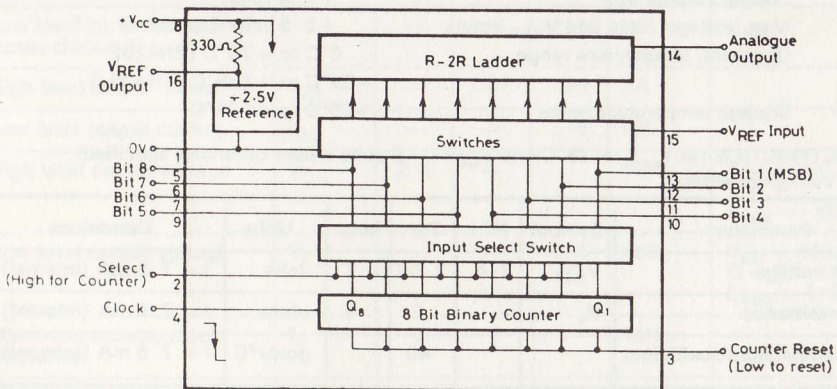 + Vcc
8
330Ω
VREF
Output
16
2·5V
Reference
0V
1
Bit 8
5
Bit 7
6
Bit 6
7
Bit 5
9
Select
(High for Counter)
2
Clock
4
R-2R Ladder
Switches
Input Select Switch
Q8
Q1
8 Bit Binary Counter
14
Analogue
Output
15
VREF Input
Bit 1 (MSB)
13
Bit 2
12
Bit 3
11
Bit 4
10
3
Counter Reset
(Low to reset)